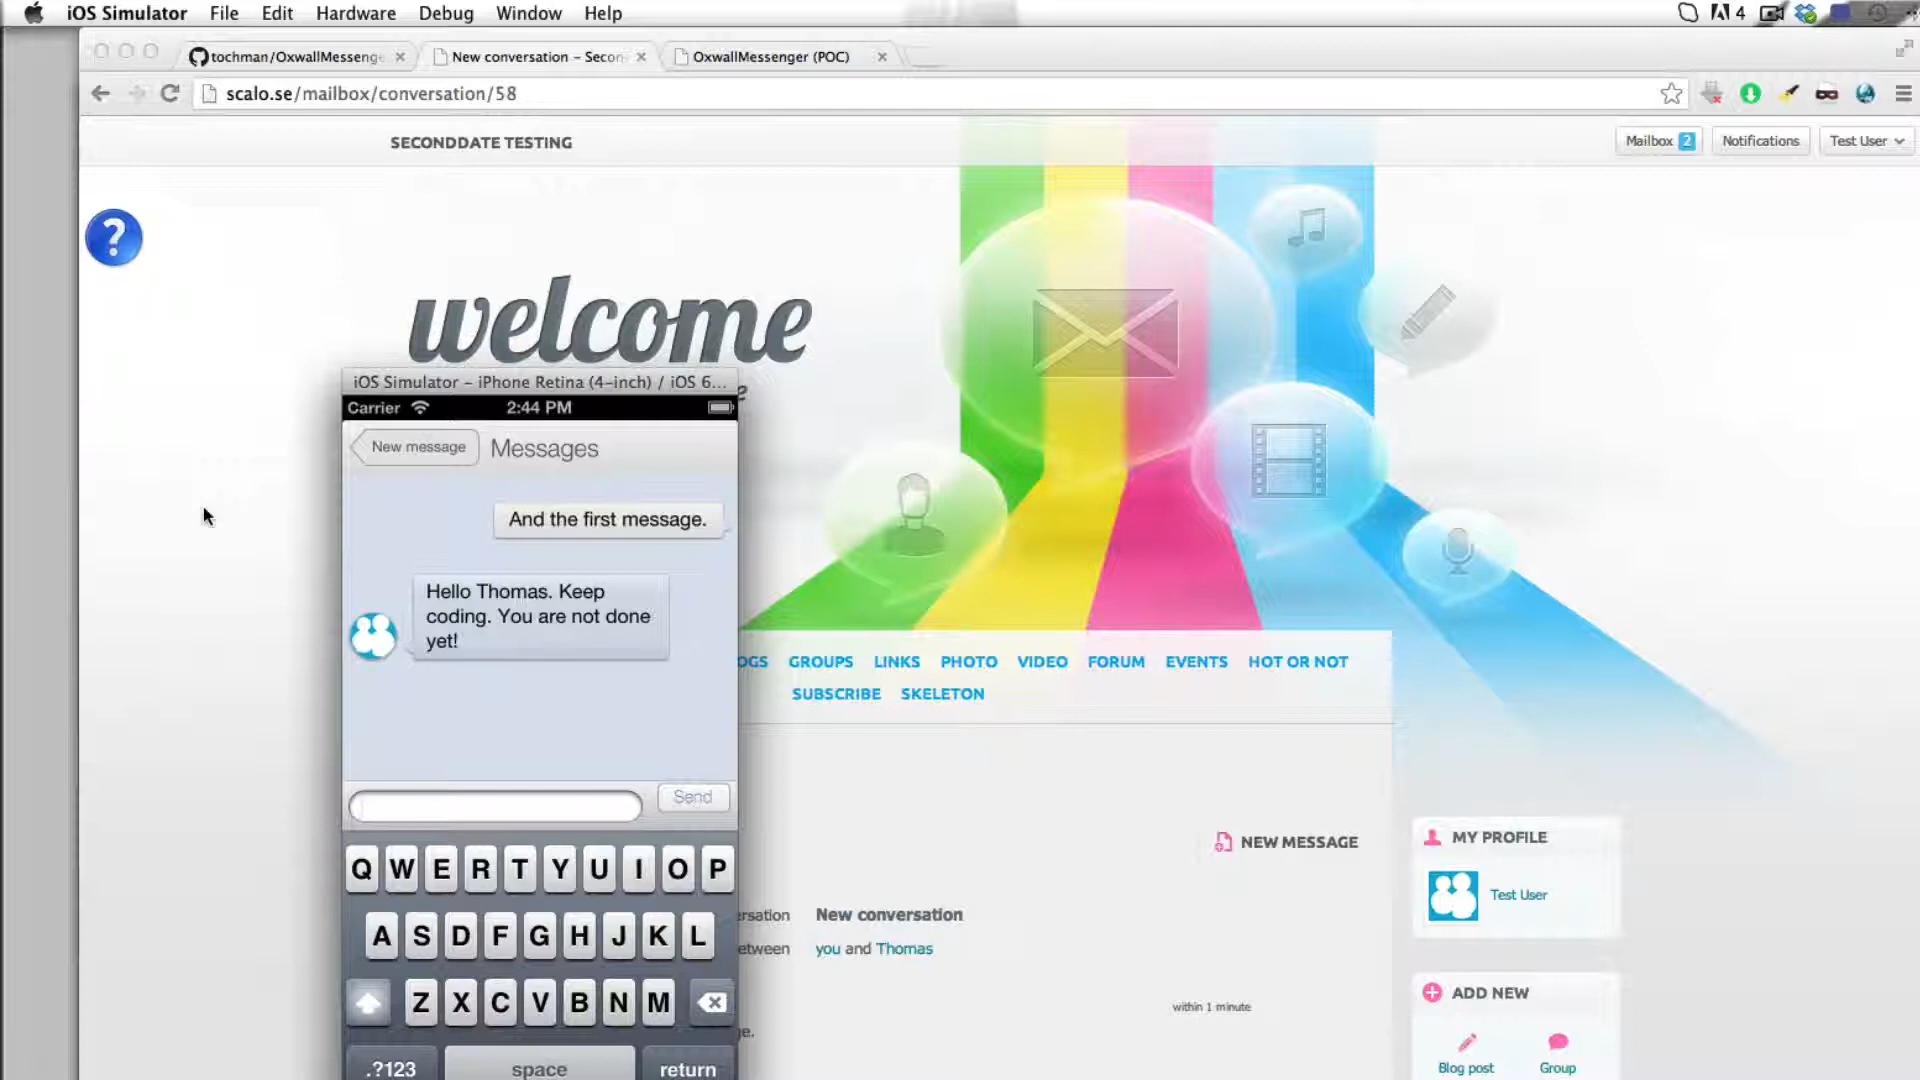 iOS Simulator File Edit Hardware Debug Window Help
4
tochman/OxwallMessenge
New conversation – Secon
OxwallMessenger (POC)
scalo.se/mailbox/conversation/58
SECONDDATE TESTING
Mailbox 2
Notifications
Test User
?
welcome
e
iOS Simulator – iPhone Retina (4-inch) / iOS 6...
Carrier 2:44 PM
New message
Messages
And the first message.
Hello Thomas. Keep
coding. You are not done
yet!
Send
Q W E R T Y U I O P
A S D F G H J K L
Z X C V B N M
.?123 space return
OGS GROUPS LINKS PHOTO VIDEO FORUM EVENTS HOT OR NOT
SUBSCRIBE SKELETON
NEW MESSAGE
ersation New conversation
etween you and Thomas
within 1 minute
ge.
MY PROFILE
Test User
ADD NEW
Blog post
Group